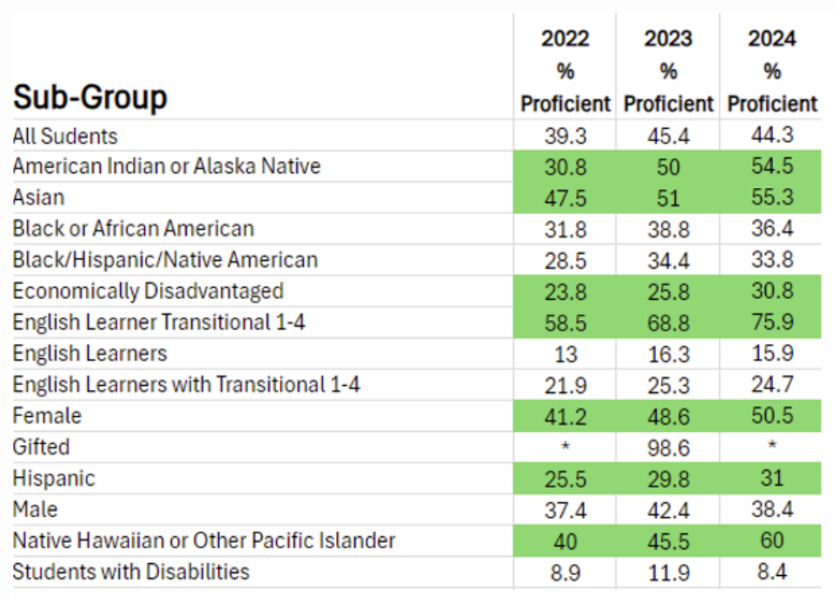 2022 2023 2024
% % %
Sub-Group Proficient Proficient Proficient
All Sudents 39.3 45.4 44.3
American Indian or Alaska Native 30.8 50 54.5
Asian 47.5 51 55.3
Black or African American 31.8 38.8 36.4
Black/Hispanic/Native American 28.5 34.4 33.8
Economically Disadvantaged 23.8 25.8 30.8
English Learner Transitional 1-4 58.5 68.8 75.9
English Learners 13 16.3 15.9
English Learners with Transitional 1-4 21.9 25.3 24.7
Female 41.2 48.6 50.5
Gifted * 98.6 *
Hispanic 25.5 29.8 31
Male 37.4 42.4 38.4
Native Hawaiian or Other Pacific Islander 40 45.5 60
Students with Disabilities 8.9 11.9 8.4